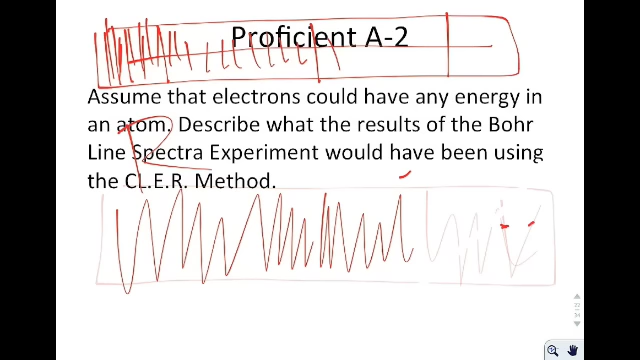 Proficient A-2
Assume that electrons could have any energy in
an atom. Describe what the results of the Bohr
Line Spectra Experiment would have been using
the CL.E.R. Method.
R